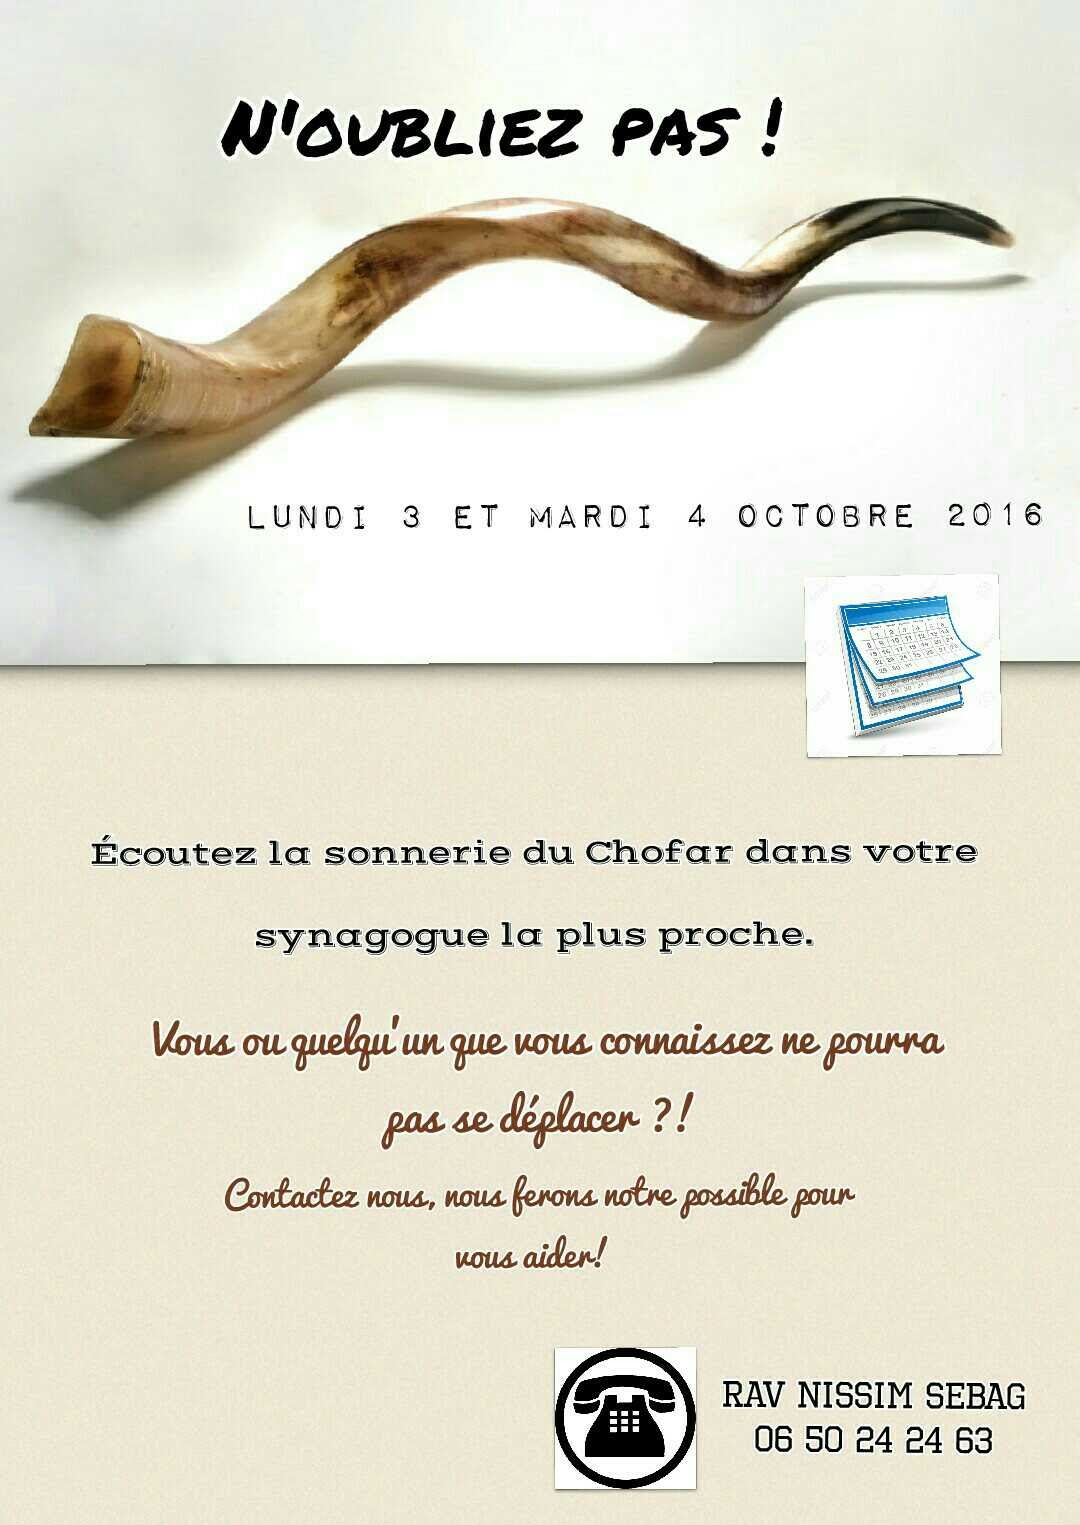 N'OUBLIEZ PAS !
LUNDI 3 ET MARDI 4 OCTOBRE 2016
Écoutez la sonnerie du Chofar dans votre
synagogue la plus proche.
Vous ou quelqu'un que vous connaissez ne pourra
pas se déplacer ?!
Contactez nous, nous ferons notre possible pour
vous aider!
RAV NISSIM SEBAG
06 50 24 24 63